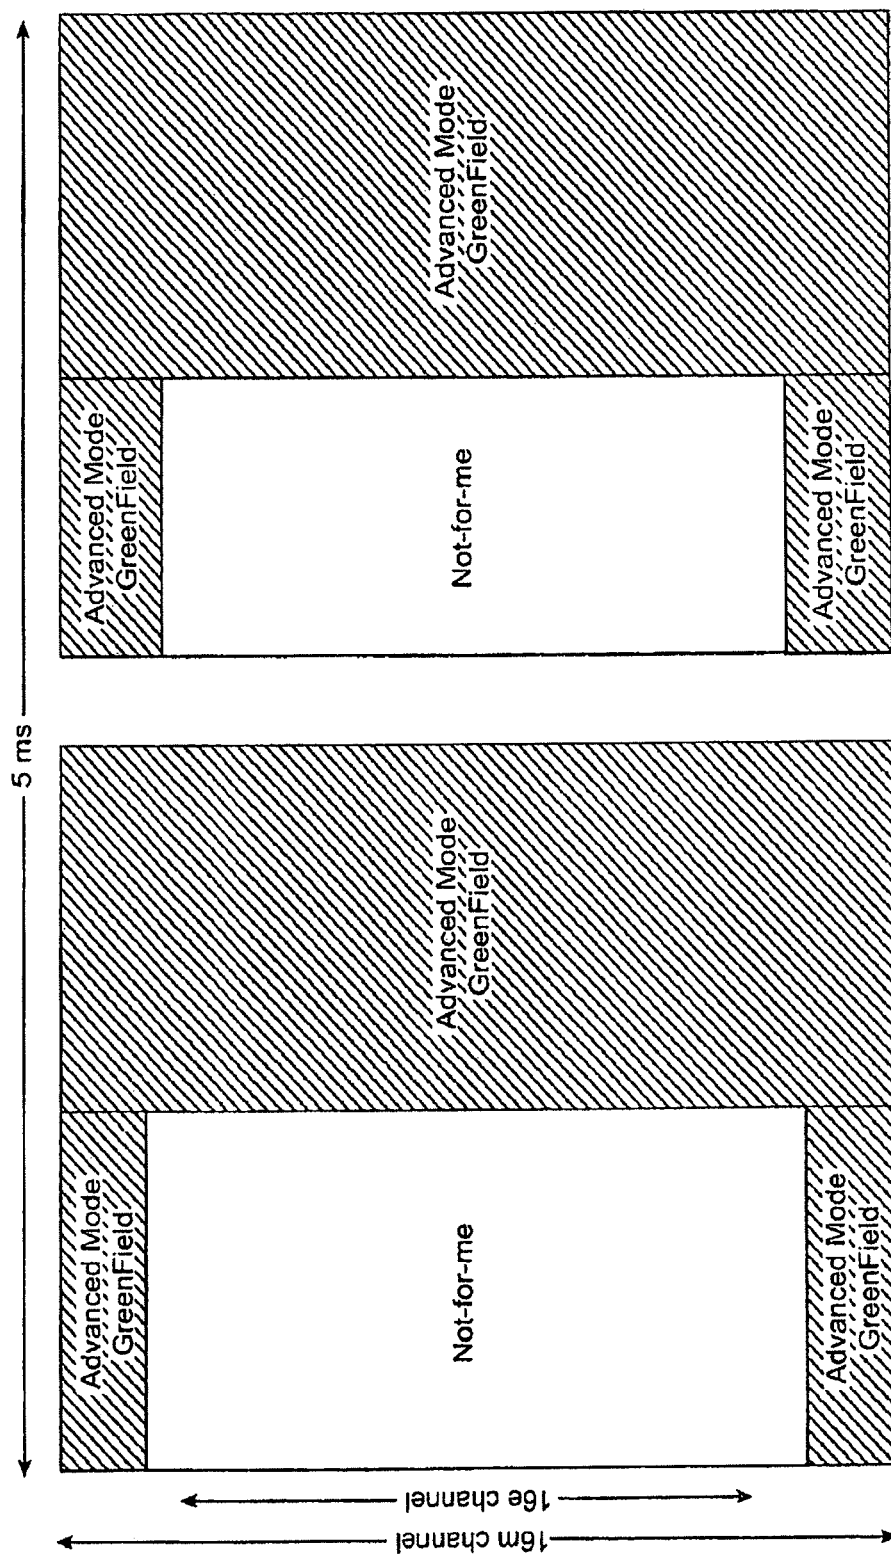 5 ms
16m channel
16e channel
Advanced Mode
GreenField
Not-for-me
Advanced Mode
GreenField
Advanced Mode
GreenField
Advanced Mode
GreenField
Not-for-me
Advanced Mode
GreenField
Advanced Mode
GreenField